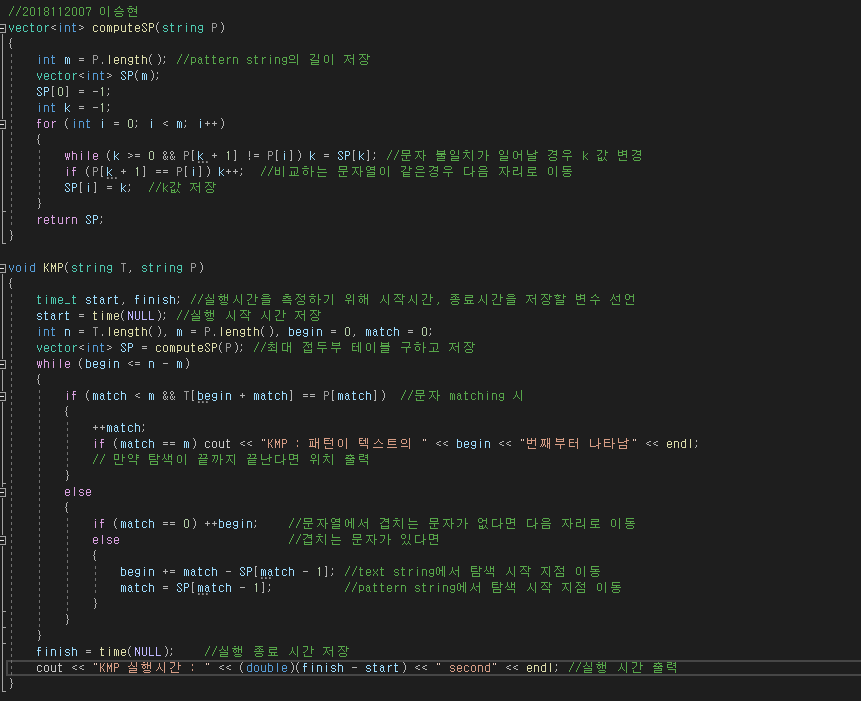 //2018112007 이승현
vector<int> computeSP(string P)
{
int m = P.length(); //pattern string의 길이 저장
vector<int> SP(m);
SP[0] = -1;
int k = -1;
for (int i = 0; i < m; i++)
{
while (k >= 0 && P[k + 1] != P[i]) k = SP[k]; //문자 불일치가 일어날 경우 k 값 변경
if (P[k + 1] == P[i]) k++; //비교하는 문자열이 같은경우 다음 자리로 이동
SP[i] = k; //k값 저장
}
return SP;
}
void KMP(string T, string P)
{
time_t start, finish; //실행시간을 측정하기 위해 시작시간, 종료시간을 저장할 변수 선언
start = time(NULL); //실행 시작 시간 저장
int n = T.length(), m = P.length(), begin = 0, match = 0;
vector<int> SP = computeSP(P); //최대 접두부 테이블 구하고 저장
while (begin <= n - m)
{
if (match < m && T[begin + match] == P[match]) //문자 matching 시
{
++match;
if (match == m) cout << "KMP : 패턴이 텍스트의 " << begin << "번째부터 나타남" << endl;
// 만약 탐색이 끝까지 끝난다면 위치 출력
}
else
{
if (match == 0) ++begin; //문자열에서 겹치는 문자가 없다면 다음 자리로 이동
else //겹치는 문자가 있다면
{
begin += match - SP[match - 1]; //text string에서 탐색 시작 지점 이동
match = SP[match - 1]; //pattern string에서 탐색 시작 지점 이동
}
}
}
finish = time(NULL); //실행 종료 시간 저장
cout << "KMP 실행시간 : " << (double)(finish - start) << " second" << endl; //실행 시간 출력
}